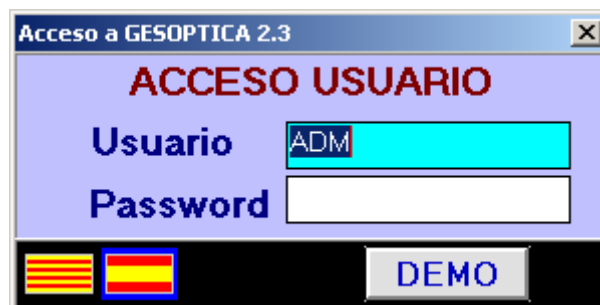 Acceso a GESOPTICA 2.3
ACCESO USUARIO
Usuario ADM
Password
DEMO